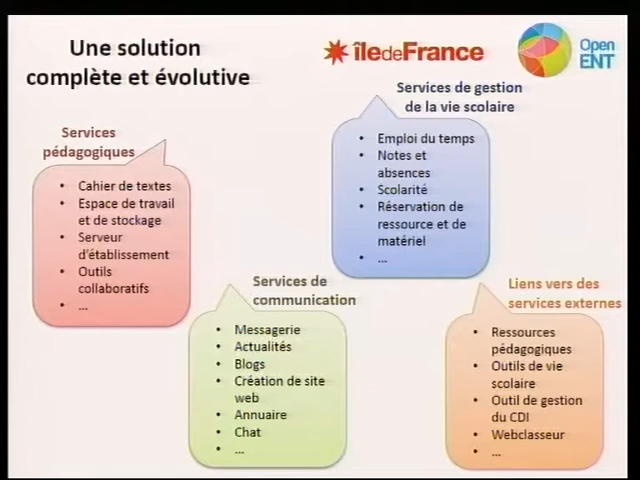 Une solution
complète et évolutive
île de France
Open
ENT
Services
pédagogiques
• Cahier de textes
• Espace de travail
et de stockage
• Serveur
d'établissement
• Outils
collaboratifs
• ...
Services de gestion
de la vie scolaire
• Emploi du temps
• Notes et
absences
• Scolarité
• Réservation de
ressource et de
matériel
• ...
Services de
communication
• Messagerie
• Actualités
• Blogs
• Création de site
web
• Annuaire
• Chat
• ...
Liens vers des
services externes
• Ressources
pédagogiques
• Outils de vie
scolaire
• Outil de gestion
du CDI
• Webclasseur
• ...